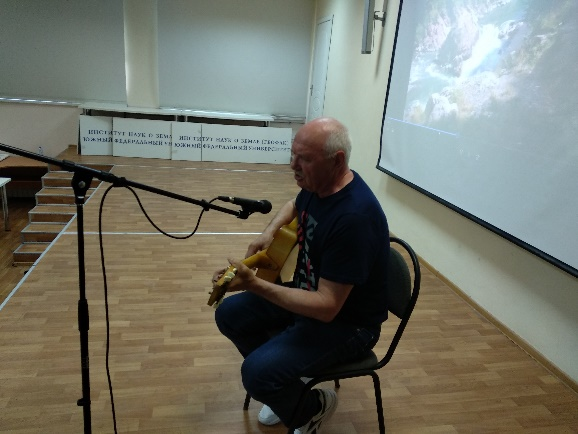 ИНСТИТУТ НАУК О ЗЕМЛЕ
ЮЖНЫЙ ФЕДЕРАЛЬНЫЙ
ИНСТИТУТ НАУК О ЗЕМЛЕ
ЮЖНЫЙ ФЕДЕРАЛЬНЫЙ УНИВЕРСИТЕТ